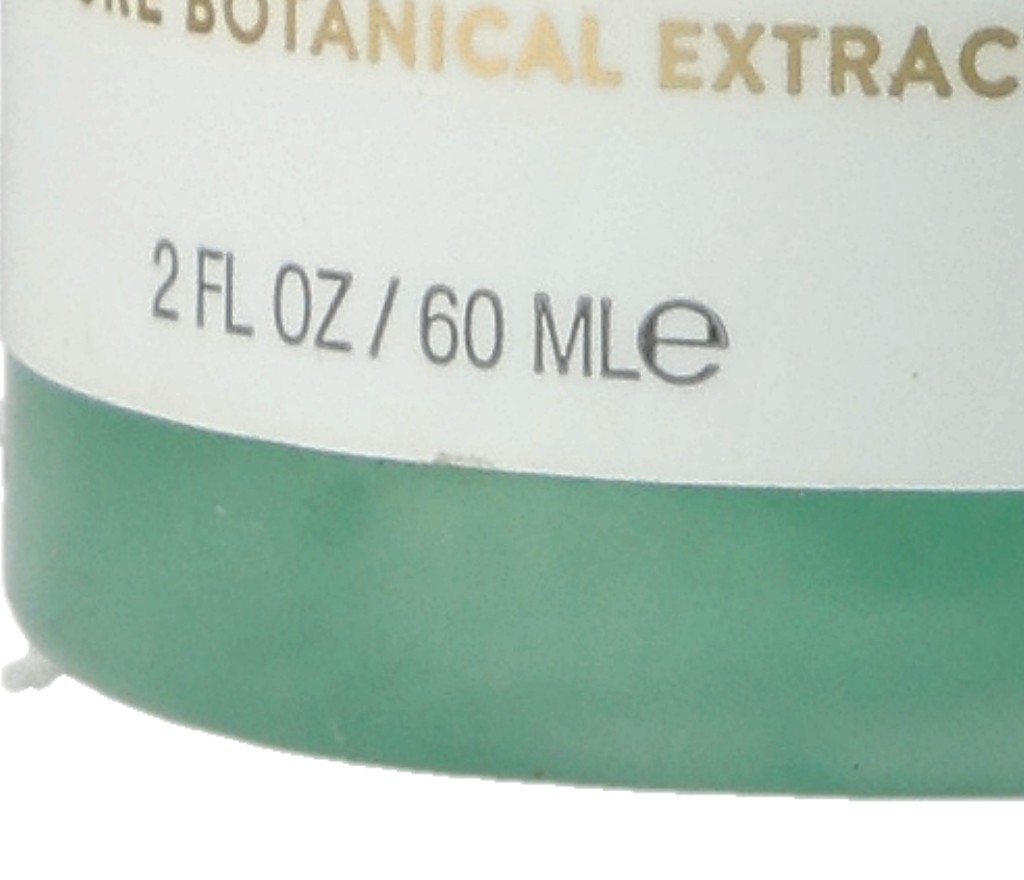 BOTANICAL EXTRAC
2 FL OZ / 60 ML℮